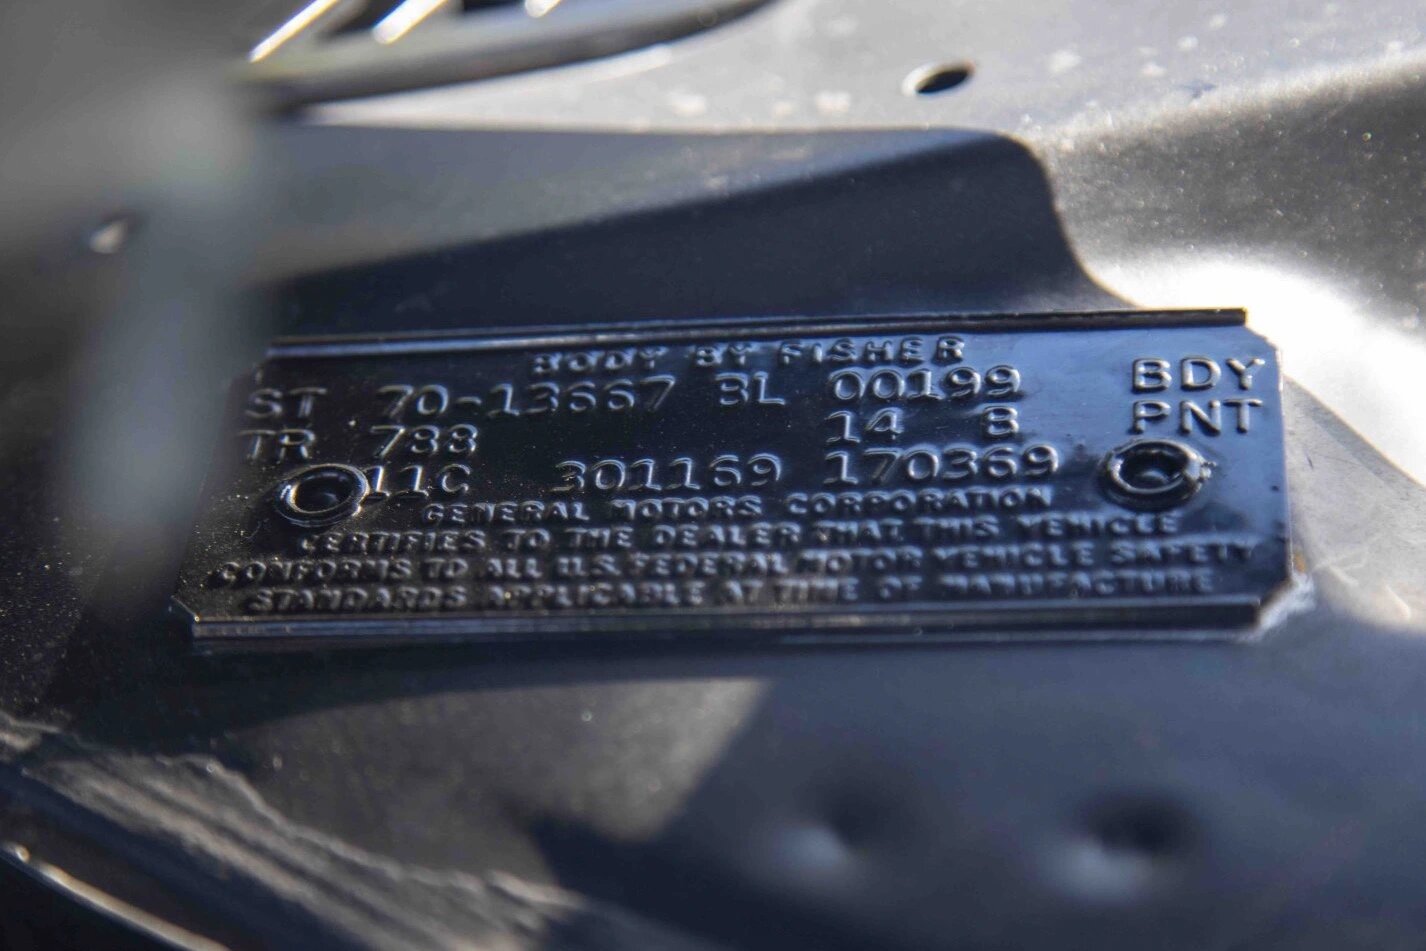 BODY BY FISHER
ST 70-13667 BL 00199 BDY
TR 788 14 B PNT
11C 301169 170369
GENERAL MOTORS CORPORATION
CERTIFIES TO THE DEALER THAT THIS VEHICLE
CONFORMS TO ALL U.S. FEDERAL MOTOR VEHICLE SAFETY
STANDARDS APPLICABLE AT TIME OF MANUFACTURE